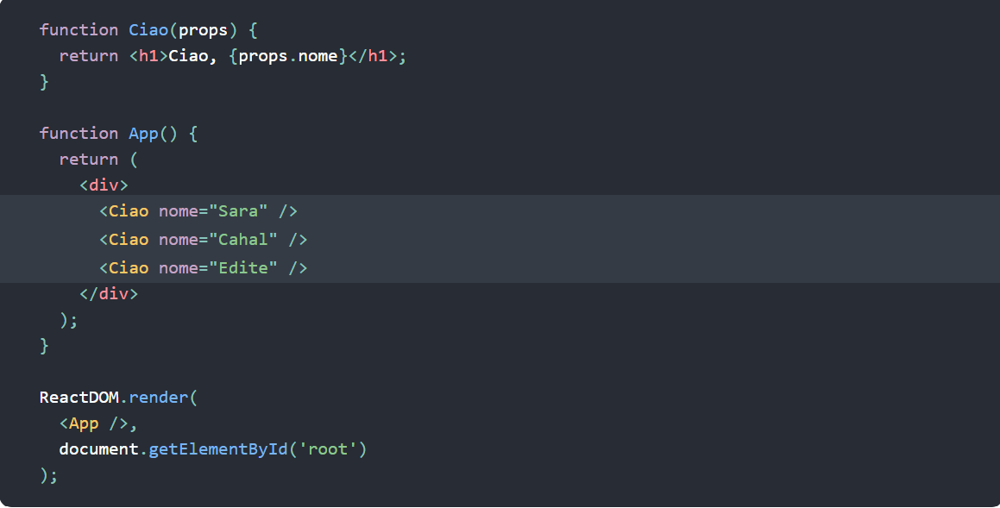 function Ciao(props) {
  return <h1>Ciao, {props.nome}</h1>;
}

function App() {
  return (
    <div>
      <Ciao nome="Sara" />
      <Ciao nome="Cahal" />
      <Ciao nome="Edite" />
    </div>
  );
}

ReactDOM.render(
  <App />,
  document.getElementById('root')
);